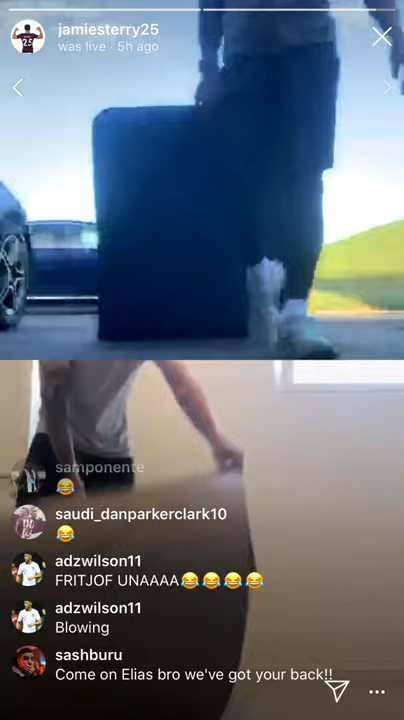 jamiesterry25
was live · 5h ago
samponente
😂
saudi_danparkerclark10
😂
adzwilson11
FRITJOF UNAAAA😂😂😂😂
adzwilson11
Blowing
sashburu
Come on Elias bro we've got your back!!